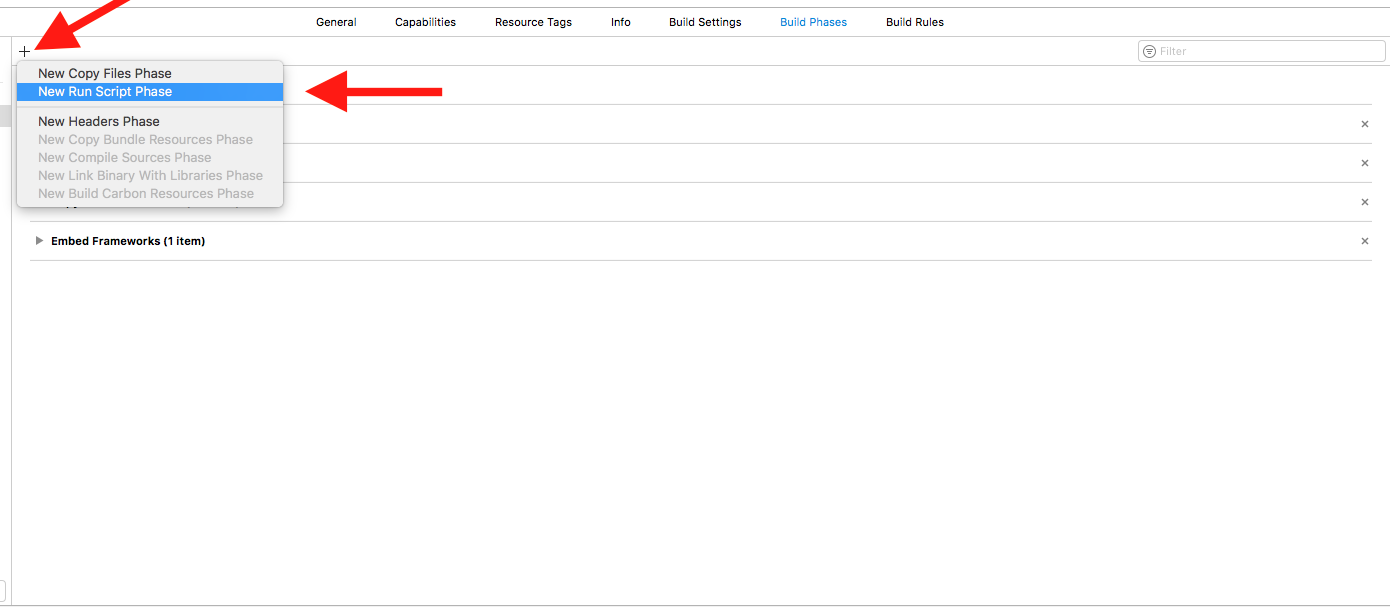 General Capabilities Resource Tags Info Build Settings Build Phases Build Rules
Filter
New Copy Files Phase
New Run Script Phase
New Headers Phase
New Copy Bundle Resources Phase
New Compile Sources Phase
New Link Binary With Libraries Phase
New Build Carbon Resources Phase
Embed Frameworks (1 item)